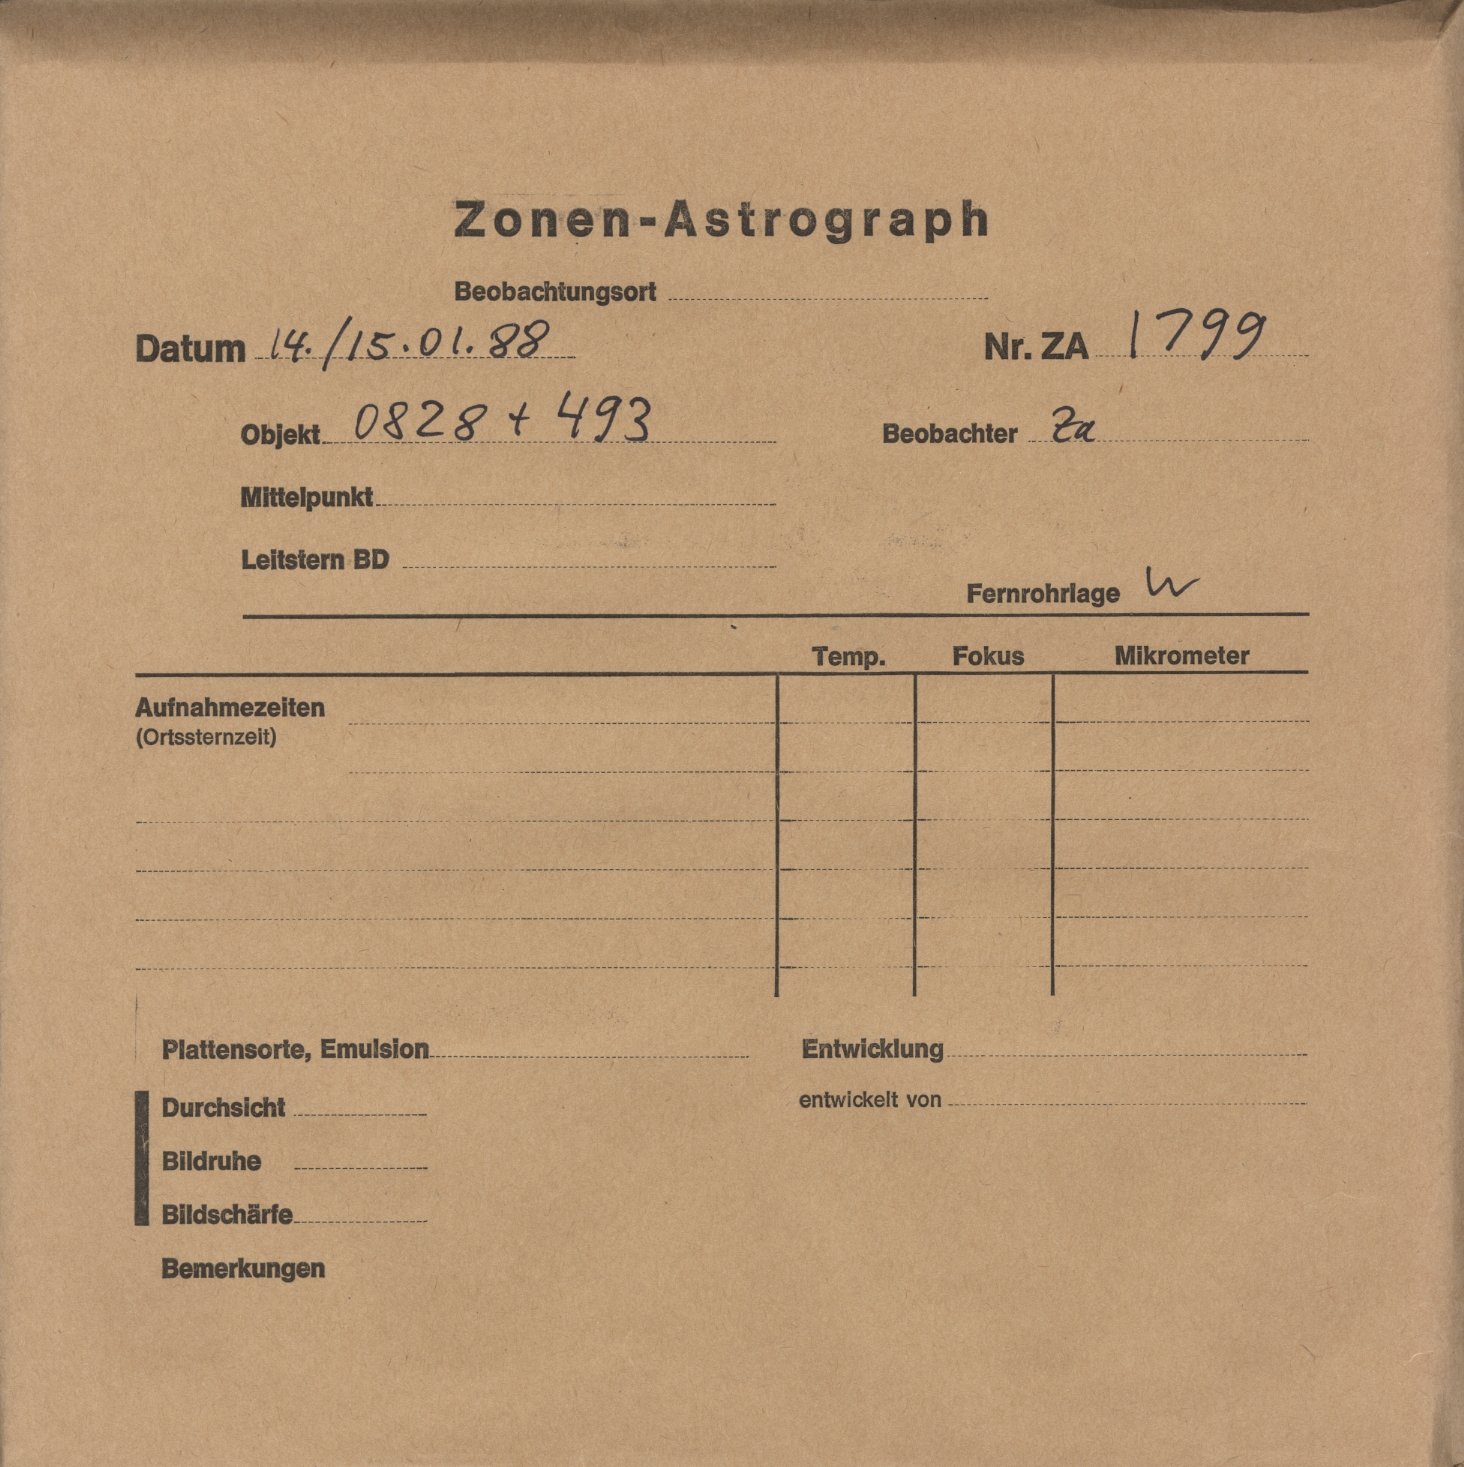 Zonen-Astrograph
Beobachtungsort
Datum 14./15.01.88 Nr. ZA 1799
Objekt 0828 + 493 Beobachter Za
Mittelpunkt
Leitstern BD
Fernrohrlage W
Temp. Fokus Mikrometer
Aufnahmezeiten
(Ortssternzeit)
Plattensorte, Emulsion Entwicklung
Durchsicht entwickelt von
Bildruhe
Bildschärfe
Bemerkungen